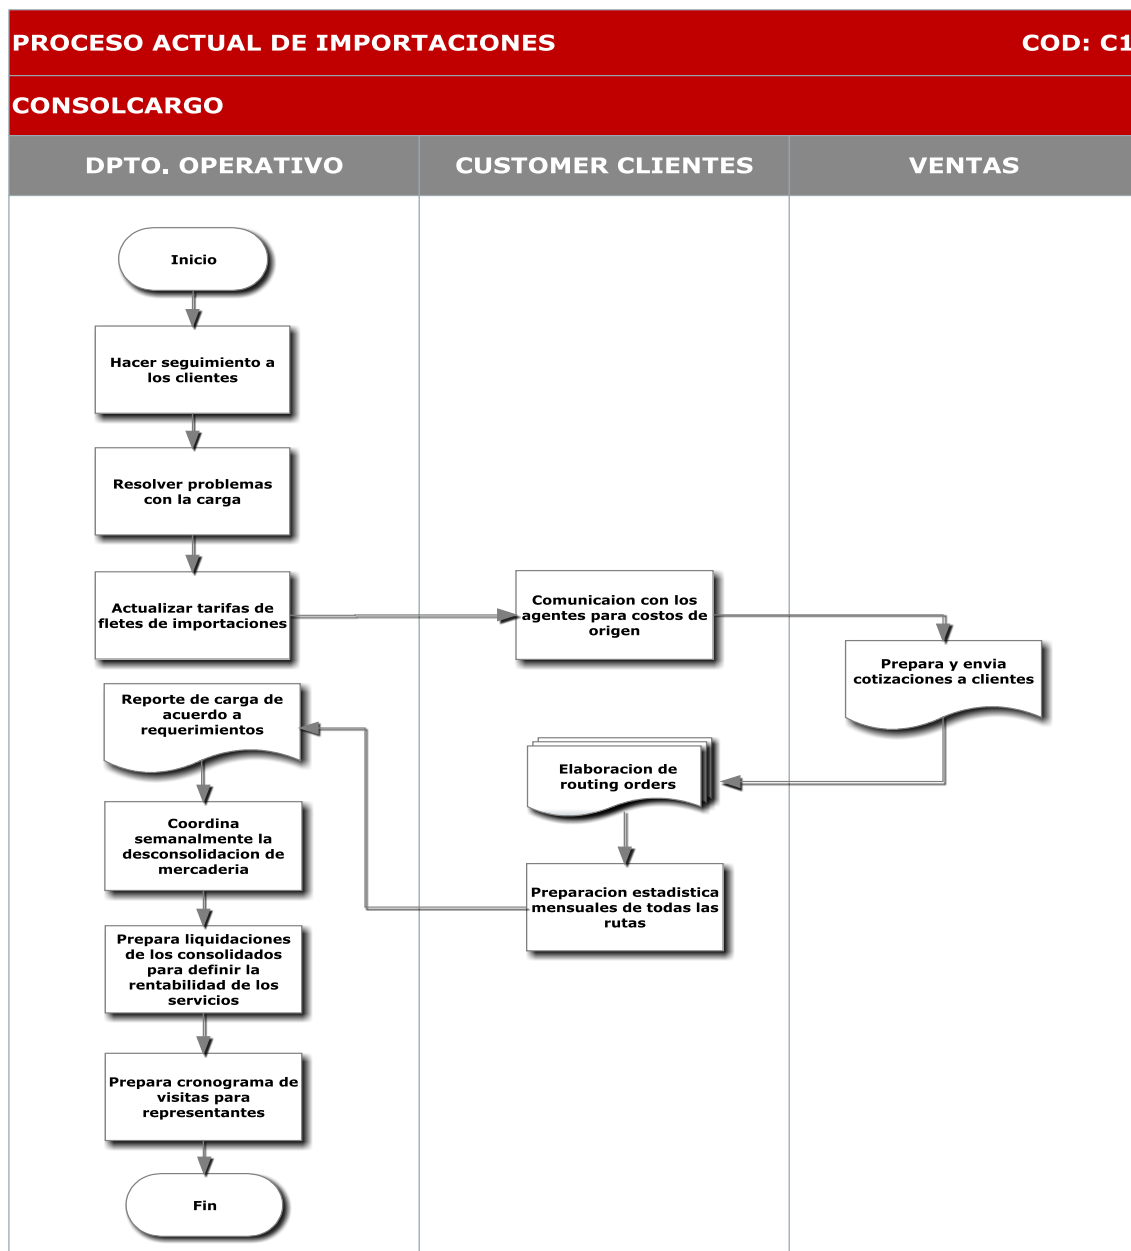 PROCESO ACTUAL DE IMPORTACIONES COD: C1
CONSOLCARGO
DPTO. OPERATIVO CUSTOMER CLIENTES VENTAS
Inicio
Hacer seguimiento a
los clientes
Resolver problemas
con la carga
Actualizar tarifas de
fletes de importaciones
Comunicaion con los
agentes para costos de
origen
Prepara y envia
cotizaciones a clientes
Elaboracion de
routing orders
Preparacion estadistica
mensuales de todas las
rutas
Reporte de carga de
acuerdo a
requerimientos
Coordina
semanalmente la
desconsolidacion de
mercaderia
Prepara liquidaciones
de los consolidados
para definir la
rentabilidad de los
servicios
Prepara cronograma de
visitas para
representantes
Fin